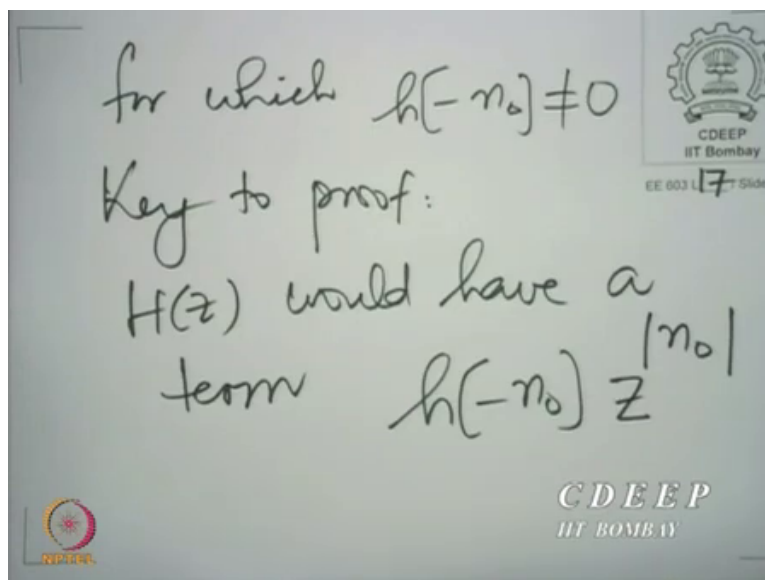 for which h[-n₀] ≠ 0
CDEEP
IIT Bombay
EE 603 L 17 Slide
Key to proof:
H(z) would have a
term h[-n₀] z^|n₀|
CDEEP
IIT BOMBAY
NPTEL